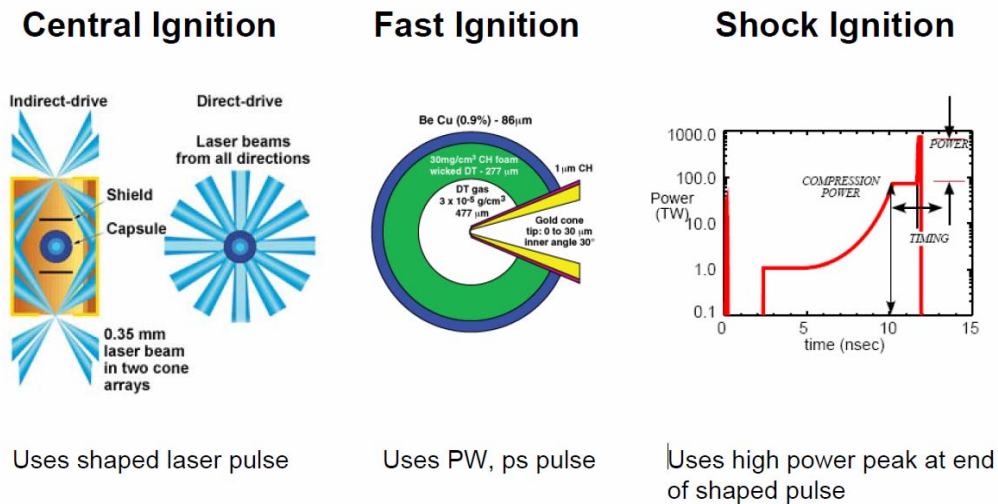 Central Ignition
Fast Ignition
Shock Ignition
Indirect-drive
Direct-drive
Laser beams
from all directions
Shield
Capsule
0.35 mm
laser beam
in two cone
arrays
Be Cu (0.9%) - 86µm
30mg/cm³ CH foam
wicked DT - 277 µm
1µm CH
DT gas
3 x 10⁻⁵ g/cm³
477 µm
Gold cone
tip: 0 to 30 µm
inner angle 30°
1000.0
100.0
Power
(TW)
10.0
1.0
0.1
POWER
COMPRESSION
POWER
TIMING
0
5
10
15
time (nsec)
Uses shaped laser pulse
Uses PW, ps pulse
Uses high power peak at end
of shaped pulse